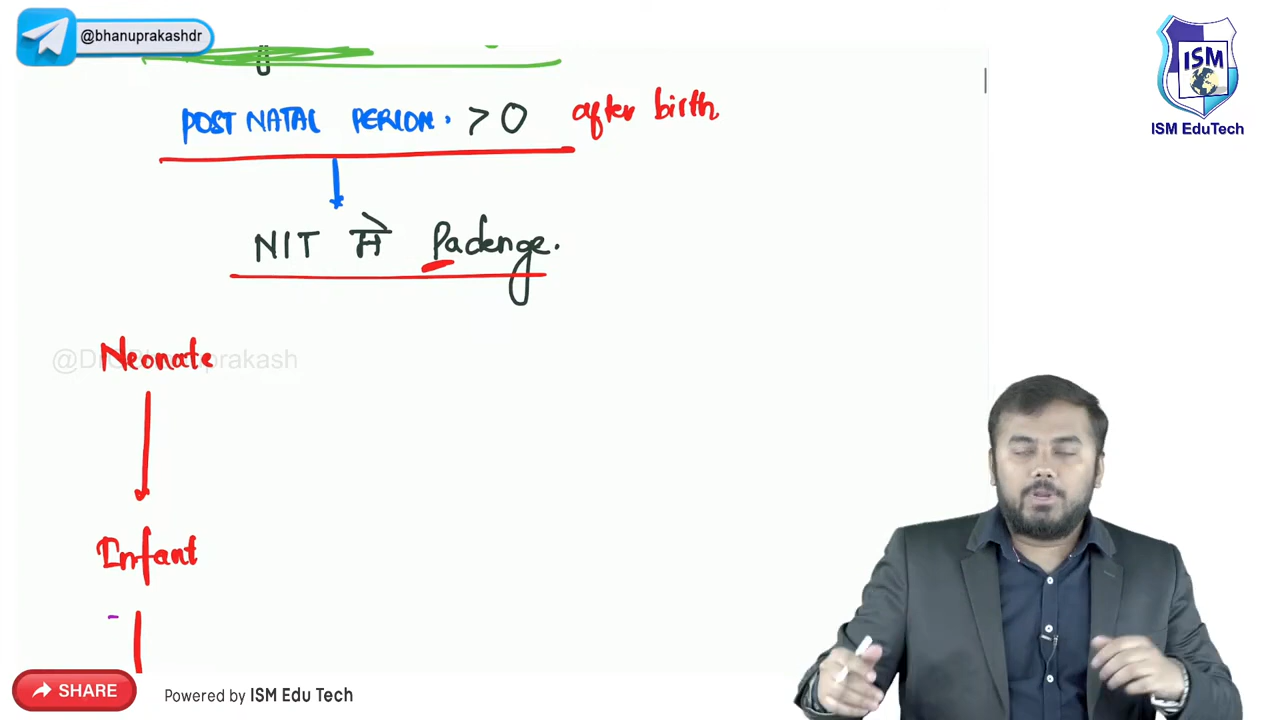 @bhanuprakashdr
ISM
ISM EduTech
POST NATAL PERIOD. > 0 after birth
NIT में Padenge.
Neonate
Infant
SHARE
Powered by ISM Edu Tech